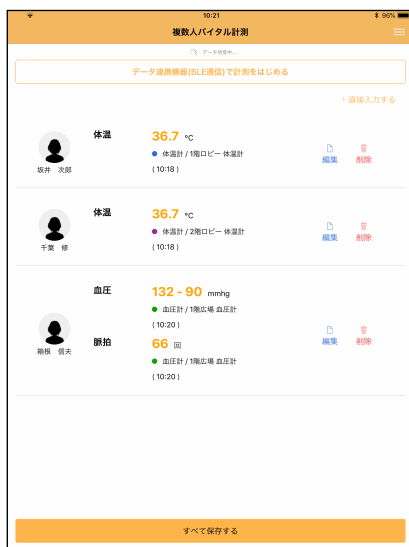 10:21
96%
複数人バイタル計測
データ待受中...
データ連携機器(BLE通信)で計測をはじめる
+直接入力する
体温
36.7 ℃
● 体温計 / 1階ロビー 体温計
( 10:18 )
坂井 次郎
編集
削除
体温
36.7 ℃
● 体温計 / 2階ロビー 体温計
( 10:18 )
千葉 修
編集
削除
血圧
132 - 90 mmhg
● 血圧計 / 1階広場 血圧計
( 10:20 )
脈拍
66 回
● 血圧計 / 1階広場 血圧計
( 10:20 )
箱根 信夫
編集
削除
すべて保存する